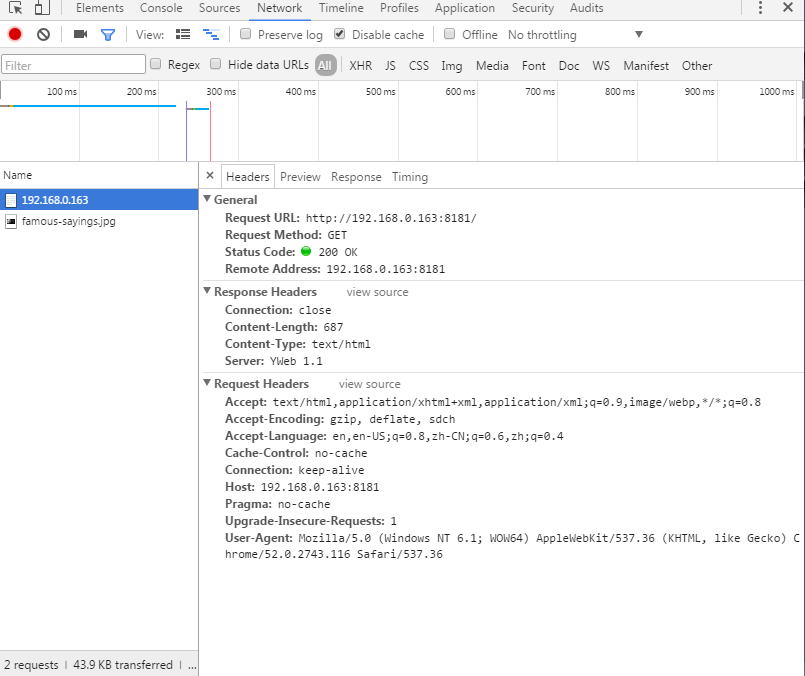 Elements Console Sources Network Timeline Profiles Application Security Audits
View: Preserve log Disable cache Offline No throttling
Filter Regex Hide data URLs All XHR JS CSS Img Media Font Doc WS Manifest Other
100 ms 200 ms 300 ms 400 ms 500 ms 600 ms 700 ms 800 ms 900 ms 1000 ms
Name
192.168.0.163
famous-sayings.jpg
× Headers Preview Response Timing
General
Request URL: http://192.168.0.163:8181/
Request Method: GET
Status Code: 200 OK
Remote Address: 192.168.0.163:8181
Response Headers view source
Connection: close
Content-Length: 687
Content-Type: text/html
Server: YWeb 1.1
Request Headers view source
Accept: text/html,application/xhtml+xml,application/xml;q=0.9,image/webp,*/*;q=0.8
Accept-Encoding: gzip, deflate, sdch
Accept-Language: en,en-US;q=0.8,zh-CN;q=0.6,zh;q=0.4
Cache-Control: no-cache
Connection: keep-alive
Host: 192.168.0.163:8181
Pragma: no-cache
Upgrade-Insecure-Requests: 1
User-Agent: Mozilla/5.0 (Windows NT 6.1; WOW64) AppleWebKit/537.36 (KHTML, like Gecko) C
hrome/52.0.2743.116 Safari/537.36
2 requests | 43.9 KB transferred | ...